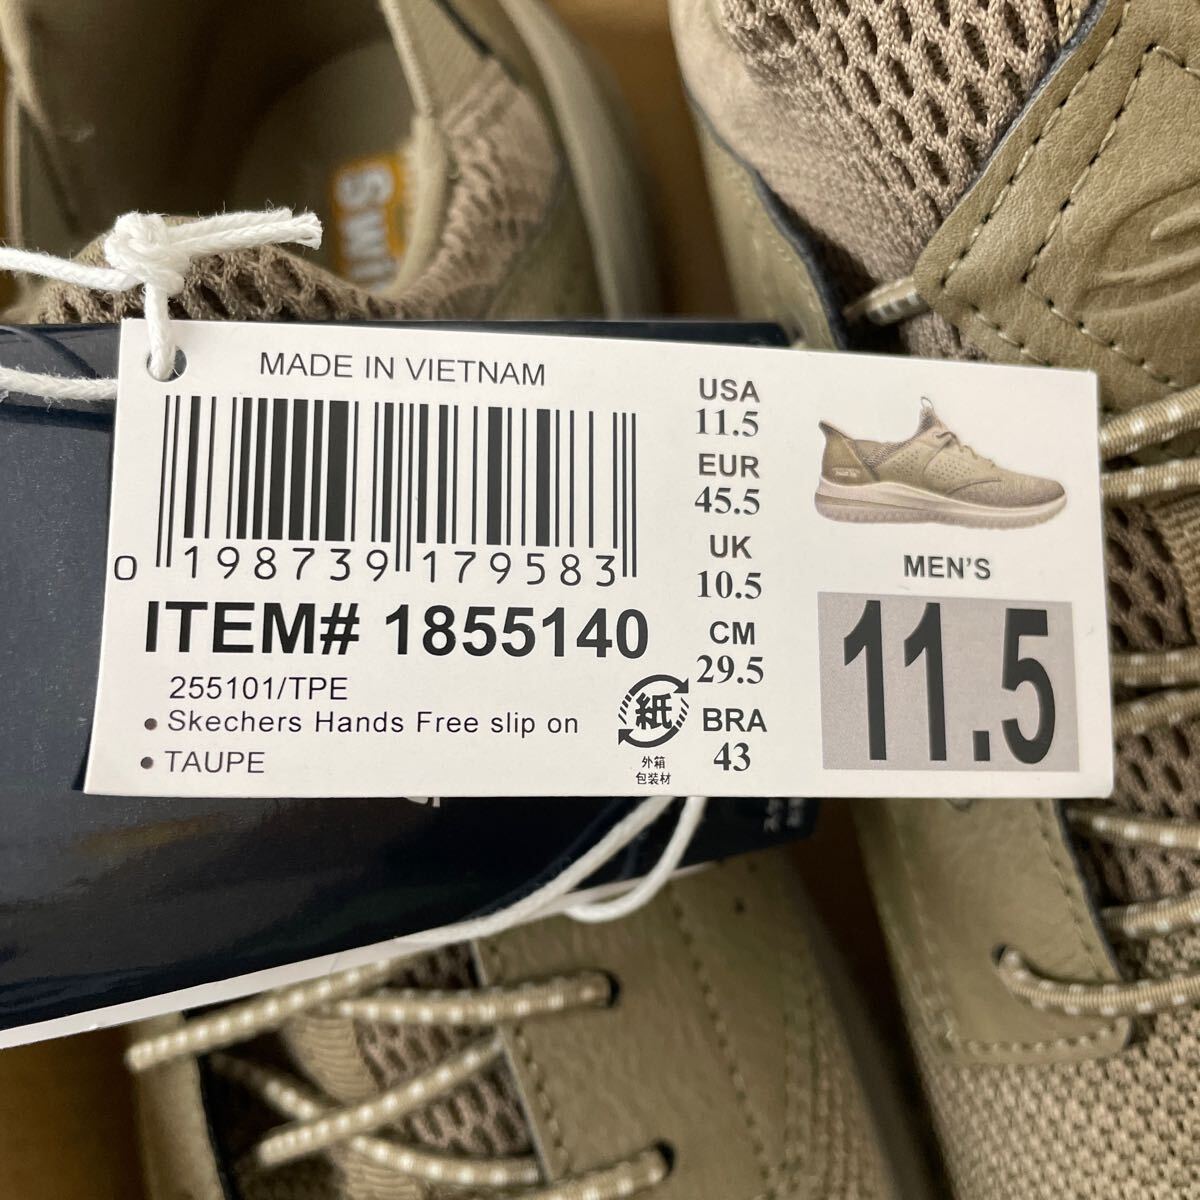 MADE IN VIETNAM
0 198739 179583
ITEM# 1855140
255101/TPE
• Skechers Hands Free slip on
• TAUPE
紙
外箱
包装材
USA
11.5
EUR
45.5
UK
10.5
CM
29.5
BRA
43
MEN'S
11.5